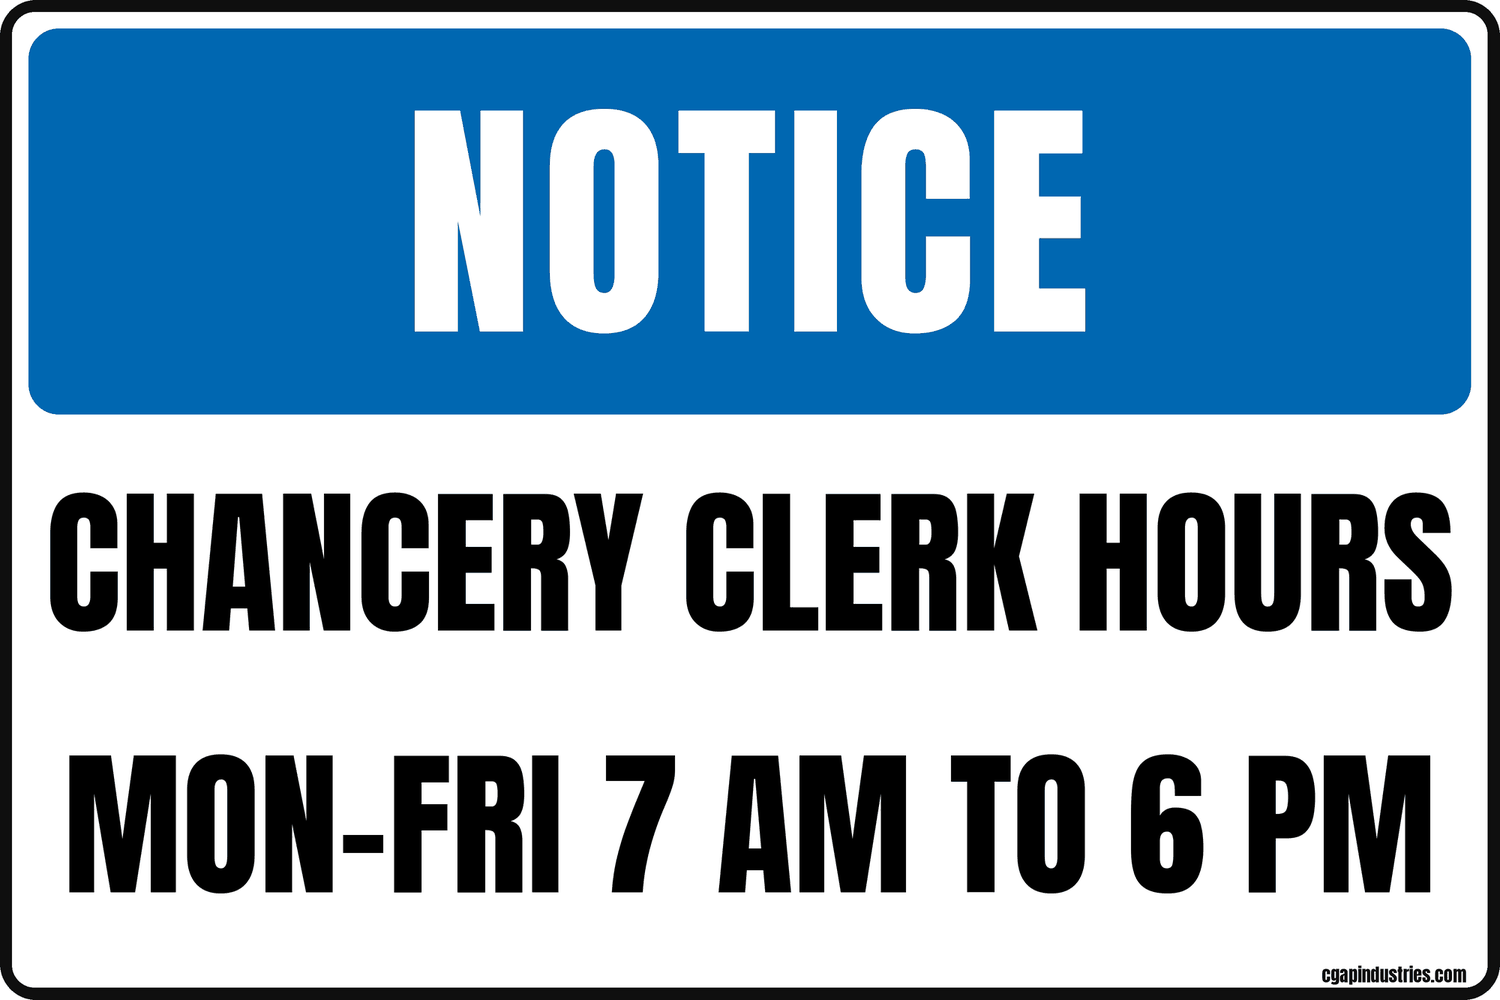 NOTICE
CHANCERY CLERK HOURS
MON-FRI 7 AM TO 6 PM
cgapindustries.com